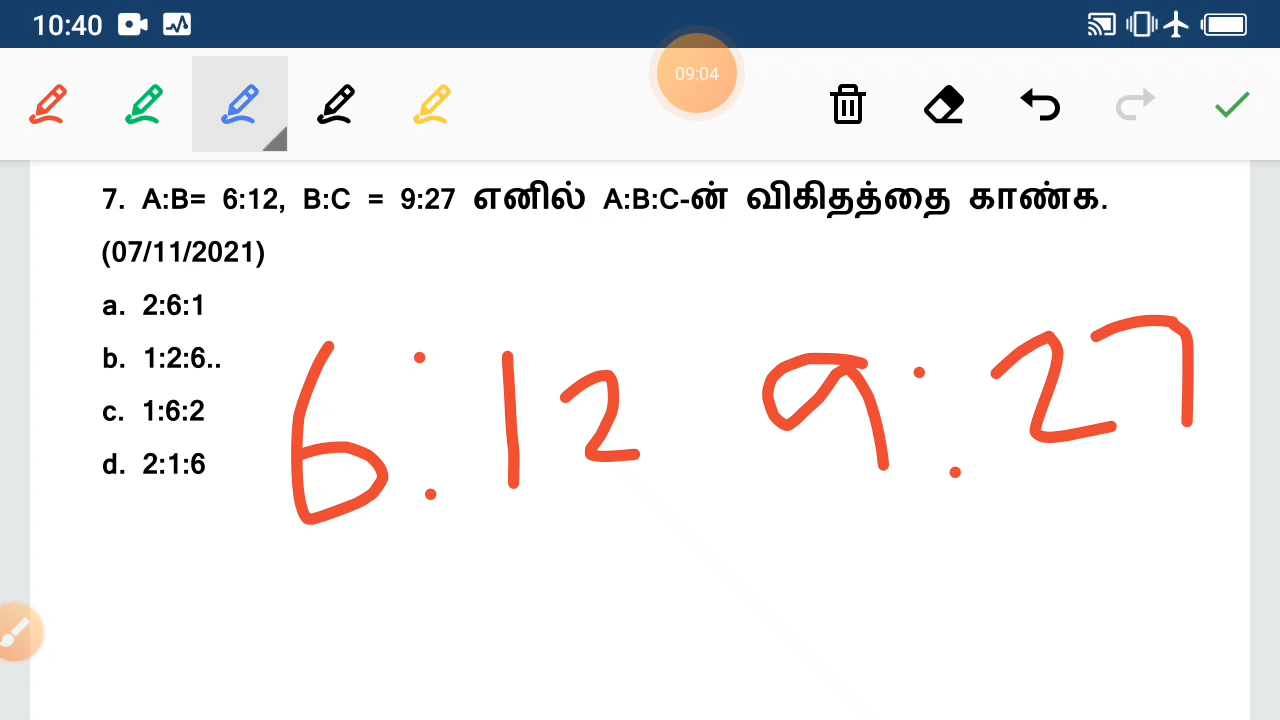 10:40
09:04
7. A:B= 6:12, B:C = 9:27 எனில் A:B:C-ன் விகிதத்தை காண்க.
(07/11/2021)
a. 2:6:1
b. 1:2:6..
c. 1:6:2
d. 2:1:6
6:12 9:27